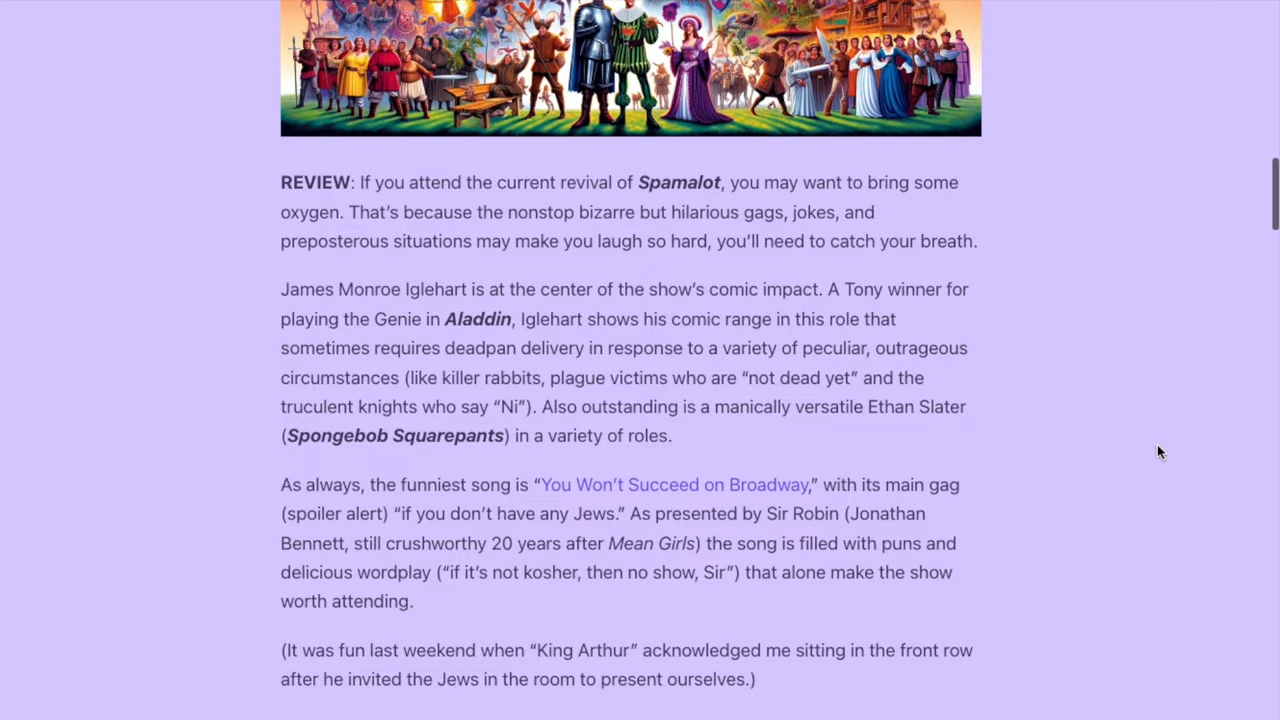 REVIEW: If you attend the current revival of Spamalot, you may want to bring some
oxygen. That’s because the nonstop bizarre but hilarious gags, jokes, and
preposterous situations may make you laugh so hard, you’ll need to catch your breath.
James Monroe Iglehart is at the center of the show’s comic impact. A Tony winner for
playing the Genie in Aladdin, Iglehart shows his comic range in this role that
sometimes requires deadpan delivery in response to a variety of peculiar, outrageous
circumstances (like killer rabbits, plague victims who are “not dead yet” and the
truculent knights who say “Ni”). Also outstanding is a manically versatile Ethan Slater
(Spongebob Squarepants) in a variety of roles.
As always, the funniest song is “You Won’t Succeed on Broadway,” with its main gag
(spoiler alert) “if you don’t have any Jews.” As presented by Sir Robin (Jonathan
Bennett, still crushworthy 20 years after Mean Girls) the song is filled with puns and
delicious wordplay (“if it’s not kosher, then no show, Sir”) that alone make the show
worth attending.
(It was fun last weekend when “King Arthur” acknowledged me sitting in the front row
after he invited the Jews in the room to present ourselves.)